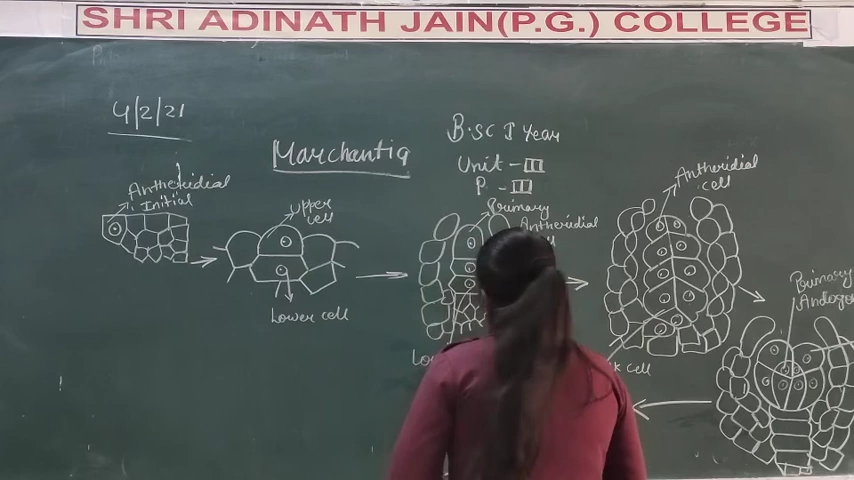 SHRI ADINATH JAIN(P.G.) COLLEGE
4/2/21
B.SC I Year
Marchantia
Unit - III
P - III
Antheridial
Initial
Upper
cell
Lower cell
Primary
Antheridial
Antheridial
cell
cell
Primary